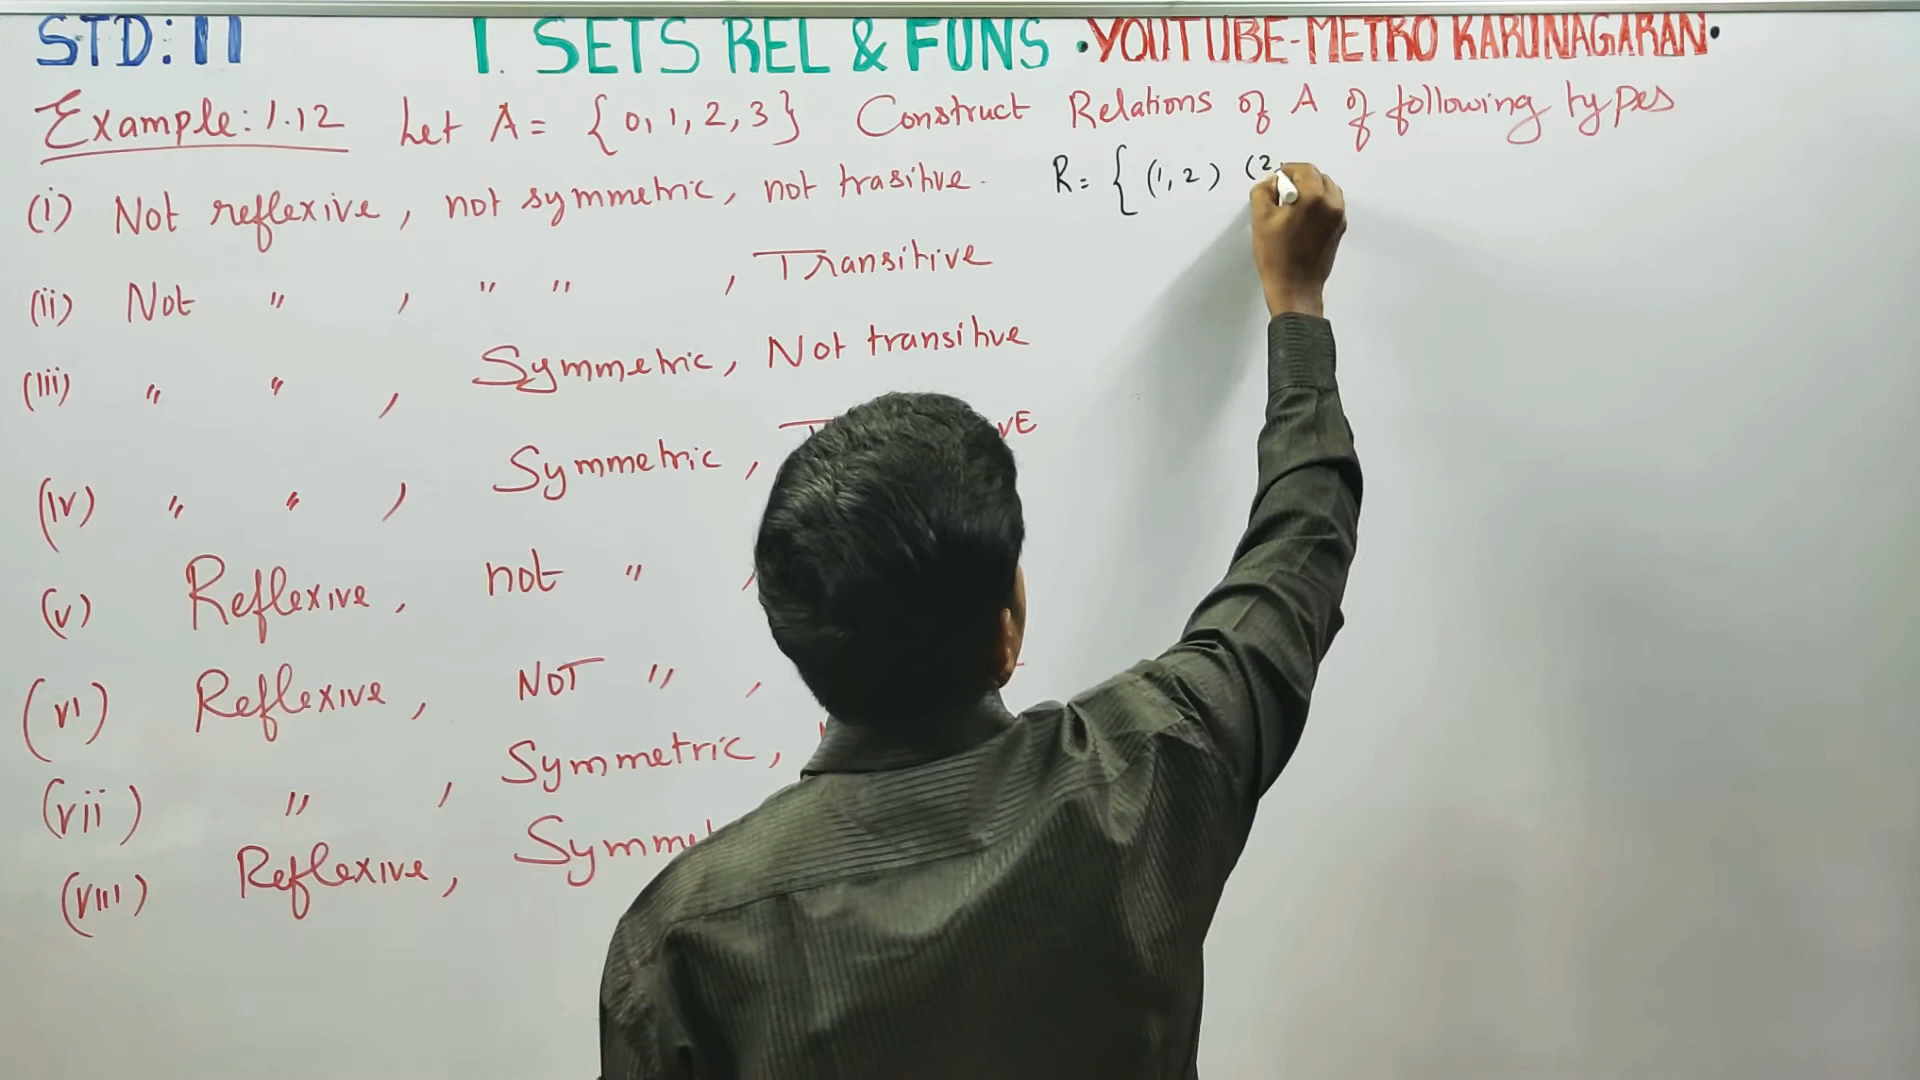 STD: 11 1. SETS REL & FUNS •YOUTUBE-METRO KARUNAGARAN•
Example: 1.12 Let A = {0, 1, 2, 3} Construct Relations of A of following types
(i) Not reflexive, not symmetric, not trasitive. R = { (1, 2) (2,
(ii) Not " , " " , Transitive
(iii) " " , Symmetric, Not transitive
(iv) " " , Symmetric,
(v) Reflexive, not " ,
(vi) Reflexive, NOT " ,
(vii) " , Symmetric,
(viii) Reflexive,